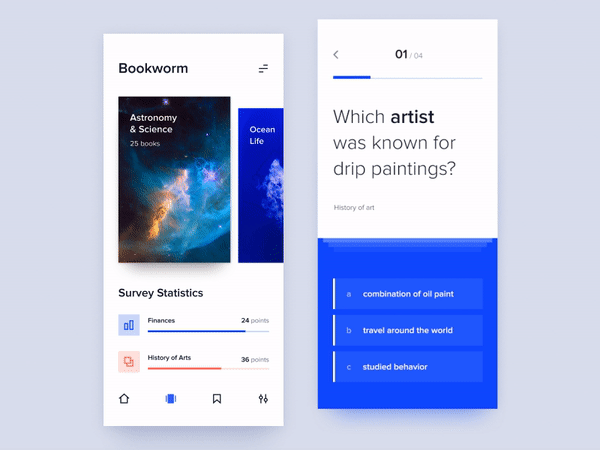 Bookworm
Astronomy
& Science
25 books
Ocean
Life
Survey Statistics
Finances
24 points
History of Arts
36 points
01 / 04
Which artist
was known for
drip paintings?
History of art
a combination of oil paint
b travel around the world
c studied behavior